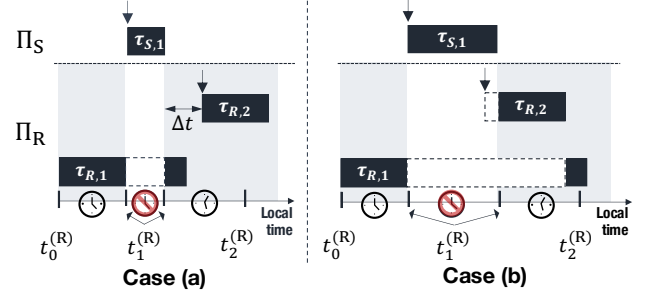 Π_S
τ_{S,1}
Π_R
Δt
τ_{R,2}
τ_{R,1}
Local
time
t_0^{(R)}
t_1^{(R)}
t_2^{(R)}
Case (a)
τ_{S,1}
τ_{R,2}
τ_{R,1}
Local
time
t_0^{(R)}
t_1^{(R)}
t_2^{(R)}
Case (b)